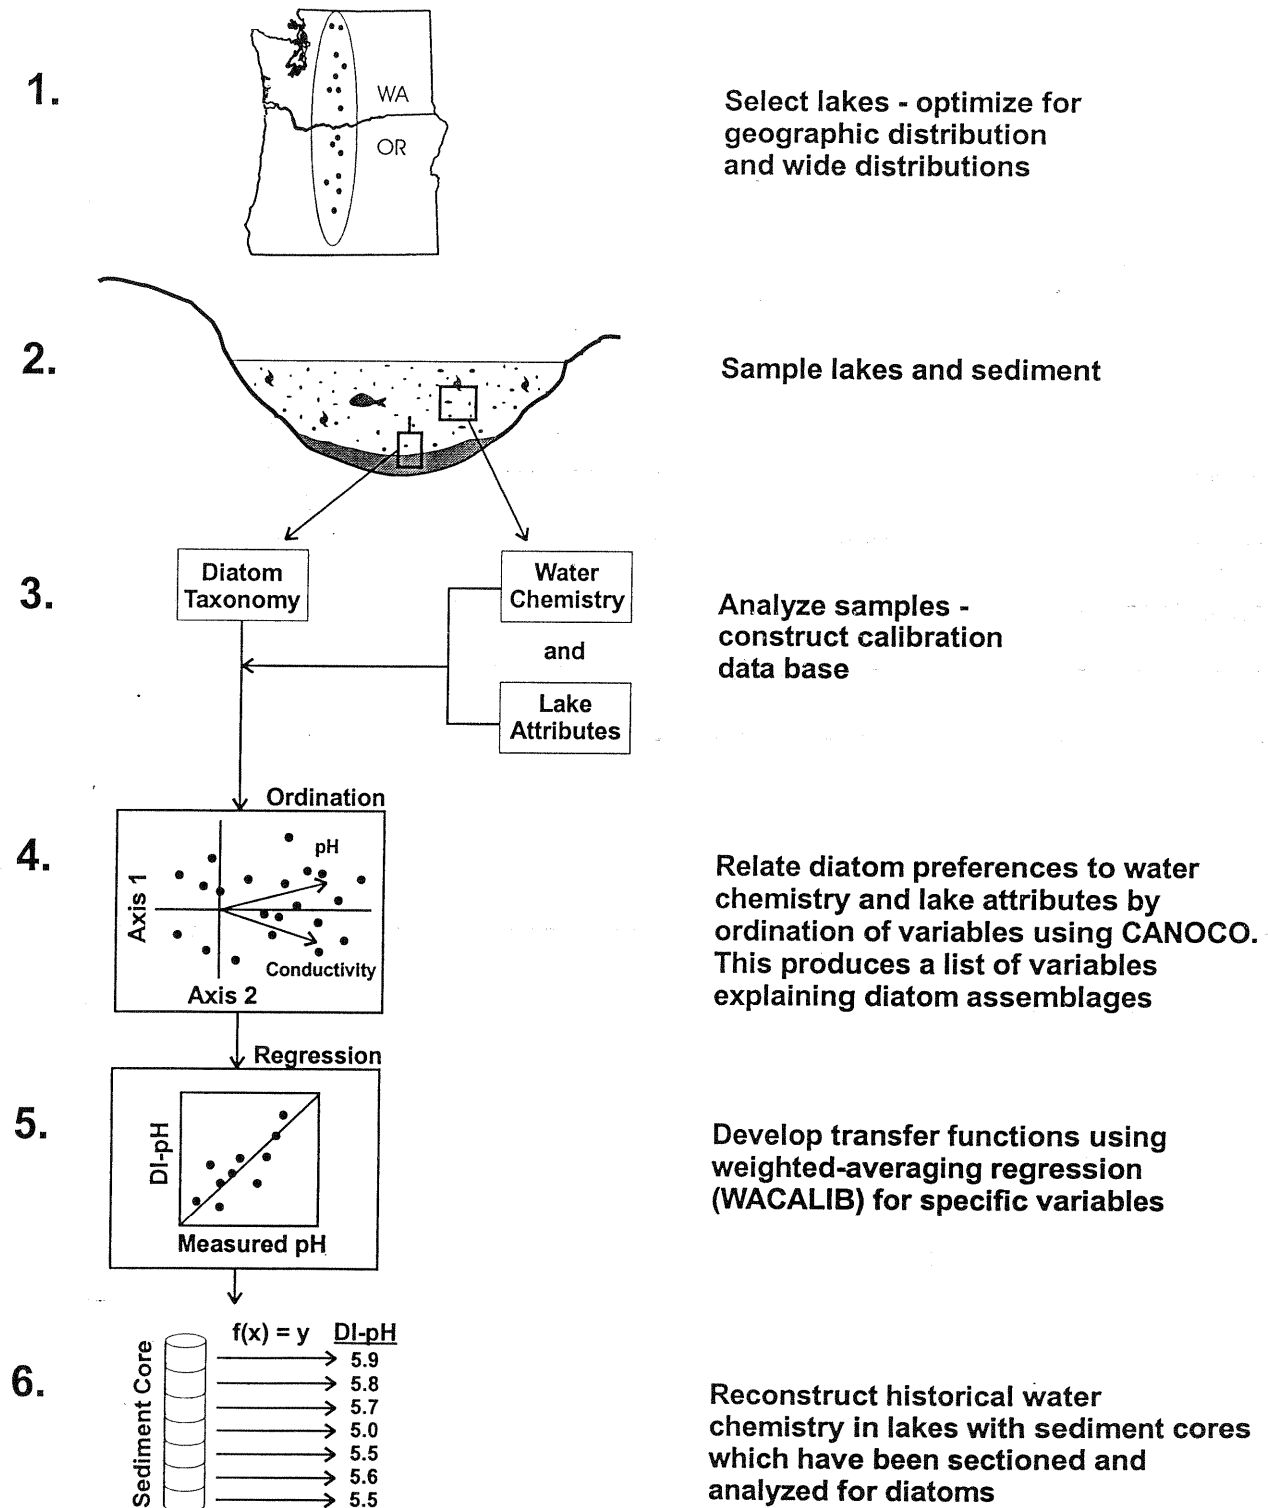 1.
WA
OR
Select lakes - optimize for
geographic distribution
and wide distributions
2.
Sample lakes and sediment
3.
Diatom
Taxonomy
Water
Chemistry
and
Lake
Attributes
Analyze samples -
construct calibration
data base
4.
Ordination
pH
Axis 1
Conductivity
Axis 2
Relate diatom preferences to water
chemistry and lake attributes by
ordination of variables using CANOCO.
This produces a list of variables
explaining diatom assemblages
5.
Regression
DI-pH
Measured pH
Develop transfer functions using
weighted-averaging regression
(WACALIB) for specific variables
6.
Sediment Core
f(x) = y DI-pH
5.9
5.8
5.7
5.0
5.5
5.6
5.5
Reconstruct historical water
chemistry in lakes with sediment cores
which have been sectioned and
analyzed for diatoms